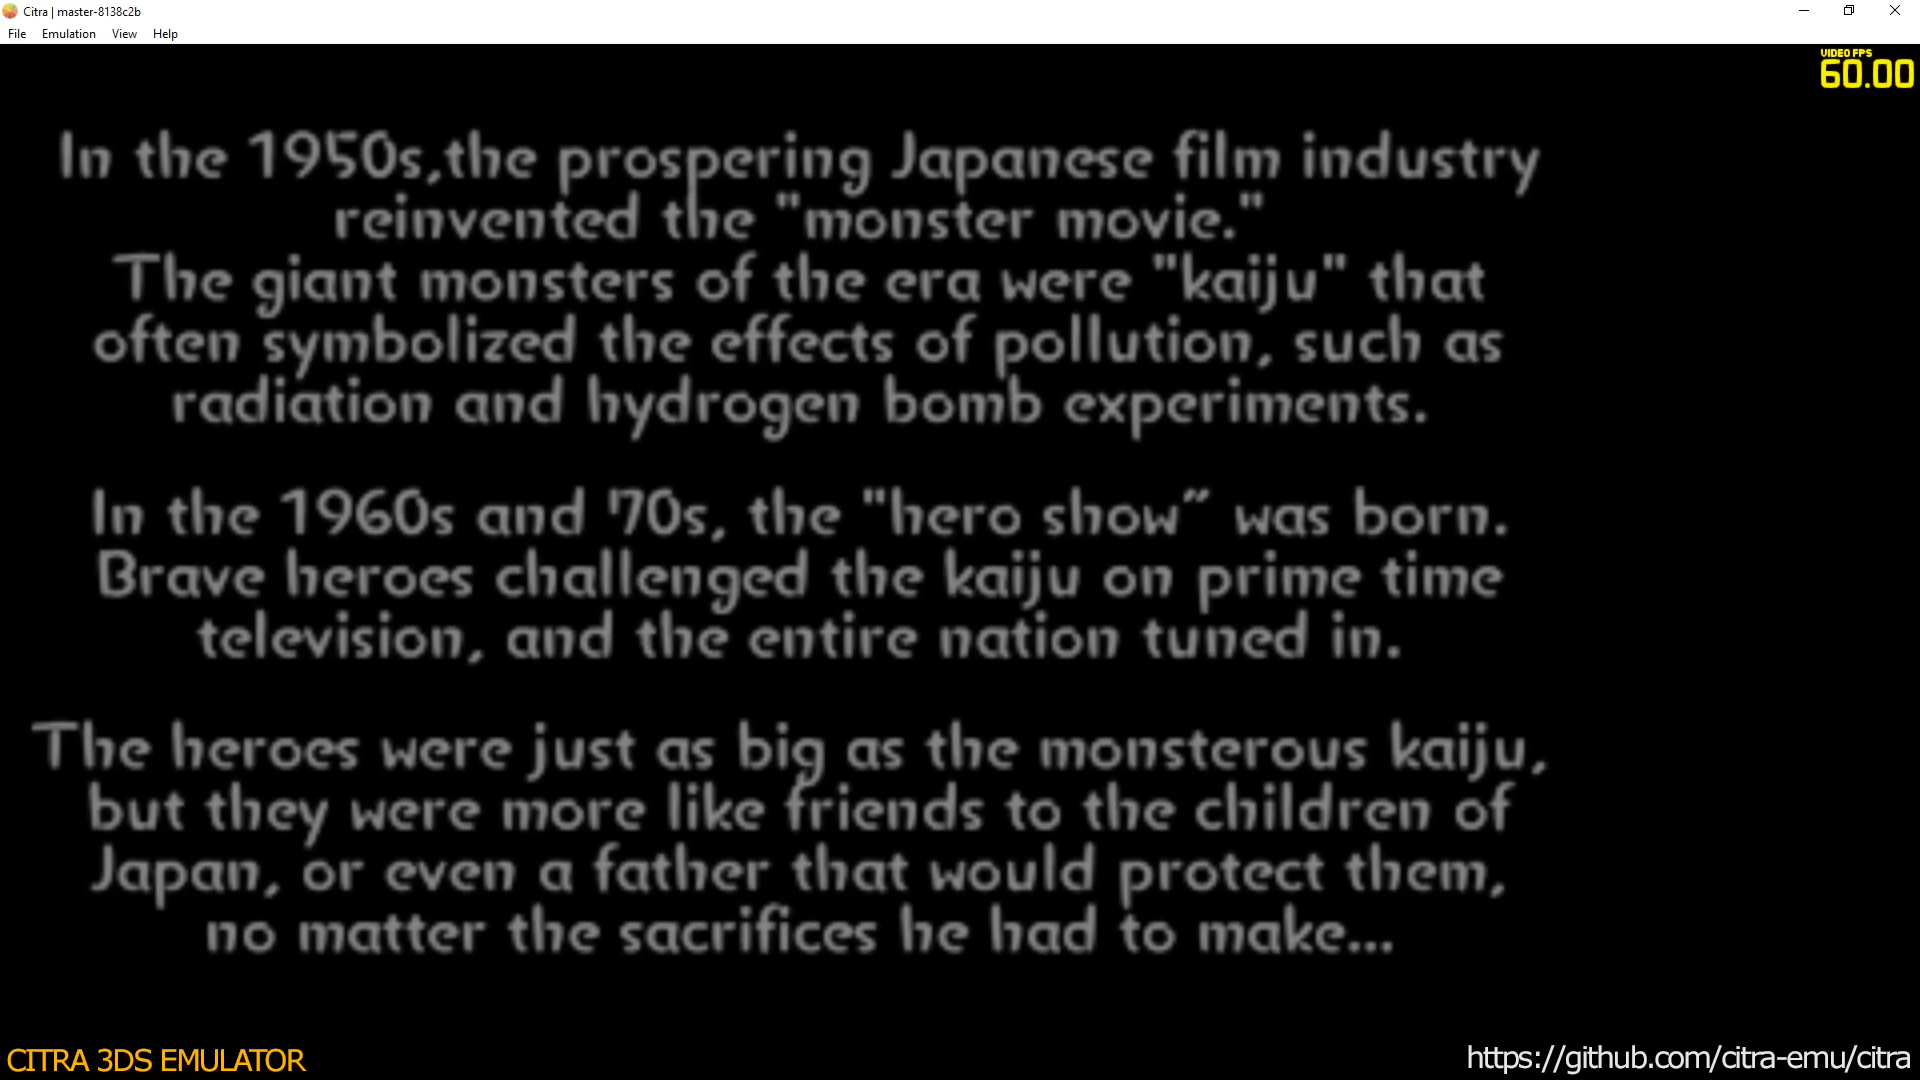 Citra | master-8138c2b
File Emulation View Help
VIDEO FPS
60.00
In the 1950s,the prospering Japanese film industry
reinvented the "monster movie."
The giant monsters of the era were "kaiju" that
often symbolized the effects of pollution, such as
radiation and hydrogen bomb experiments.
In the 1960s and '70s, the "hero show” was born.
Brave heroes challenged the kaiju on prime time
television, and the entire nation tuned in.
The heroes were just as big as the monsterous kaiju,
but they were more like friends to the children of
Japan, or even a father that would protect them,
no matter the sacrifices he had to make...
CITRA 3DS EMULATOR
https://github.com/citra-emu/citra